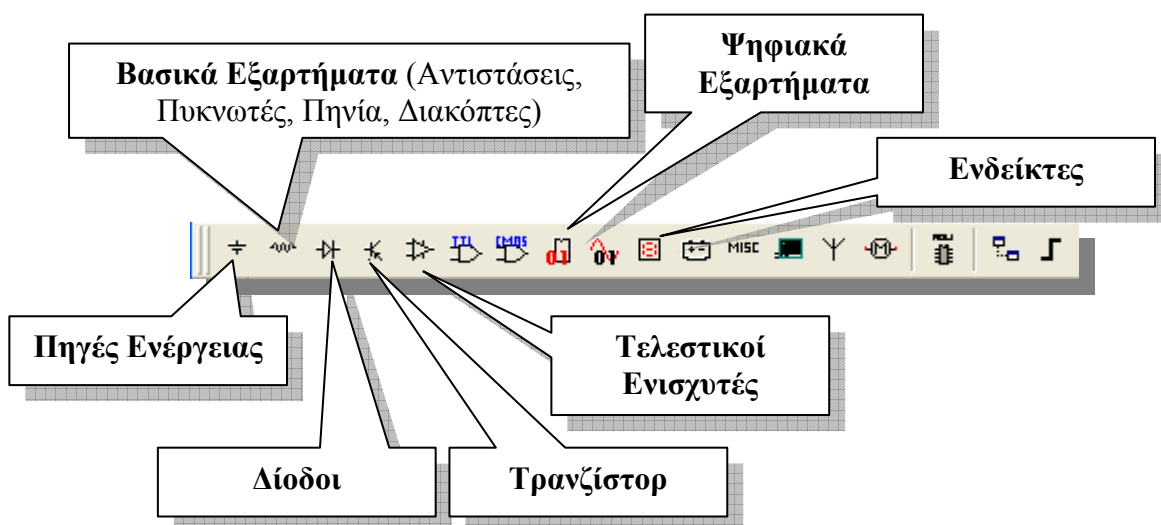 Βασικά Εξαρτήματα (Αντιστάσεις,
Πυκνωτές, Πηνία, Διακόπτες)
Ψηφιακά
Εξαρτήματα
Ενδείκτες
TTL
CMOS
MISC
Πηγές Ενέργειας
Τελεστικοί
Ενισχυτές
Δίοδοι
Τρανζίστορ